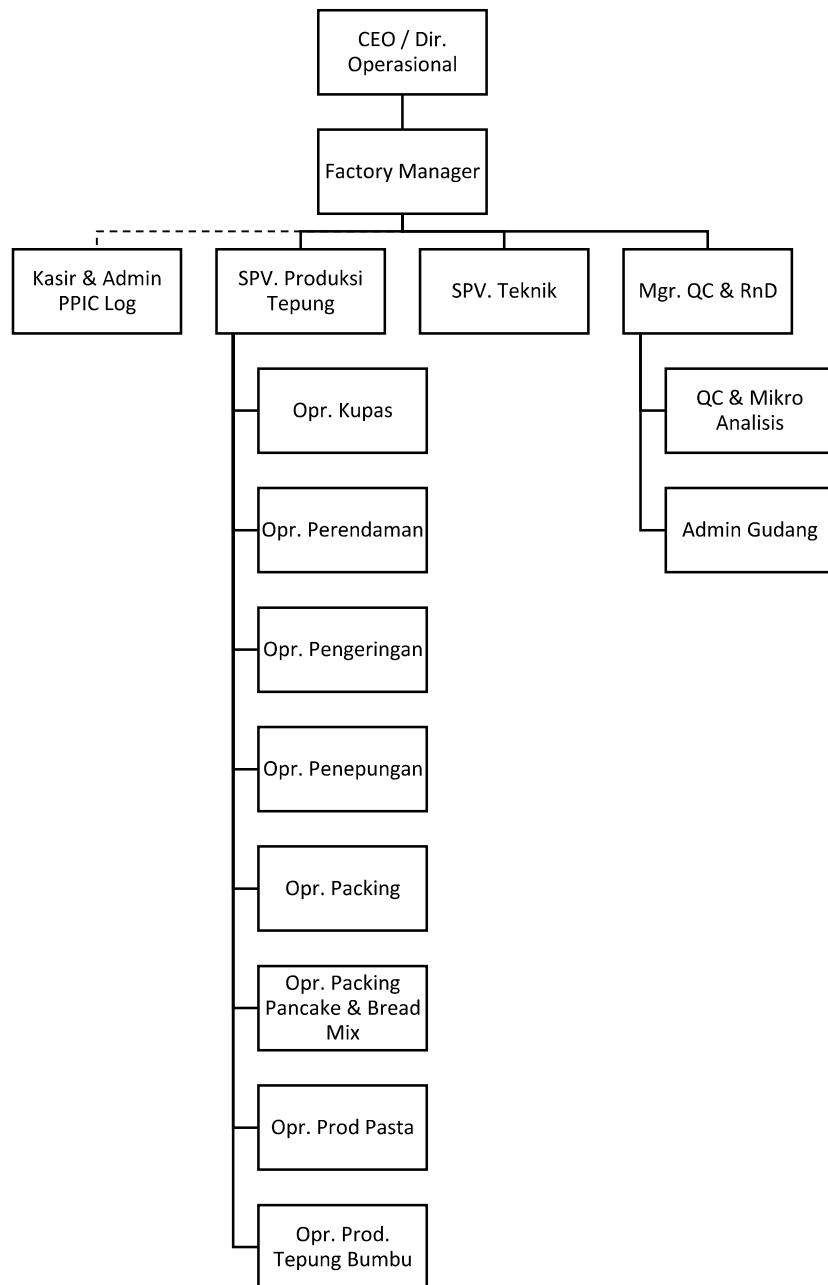 CEO / Dir.
Operasional
Factory Manager
Kasir & Admin
PPIC Log
SPV. Produksi
Tepung
SPV. Teknik
Mgr. QC & RnD
Opr. Kupas
QC & Mikro
Analisis
Opr. Perendaman
Admin Gudang
Opr. Pengeringan
Opr. Penepungan
Opr. Packing
Opr. Packing
Pancake & Bread
Mix
Opr. Prod Pasta
Opr. Prod.
Tepung Bumbu